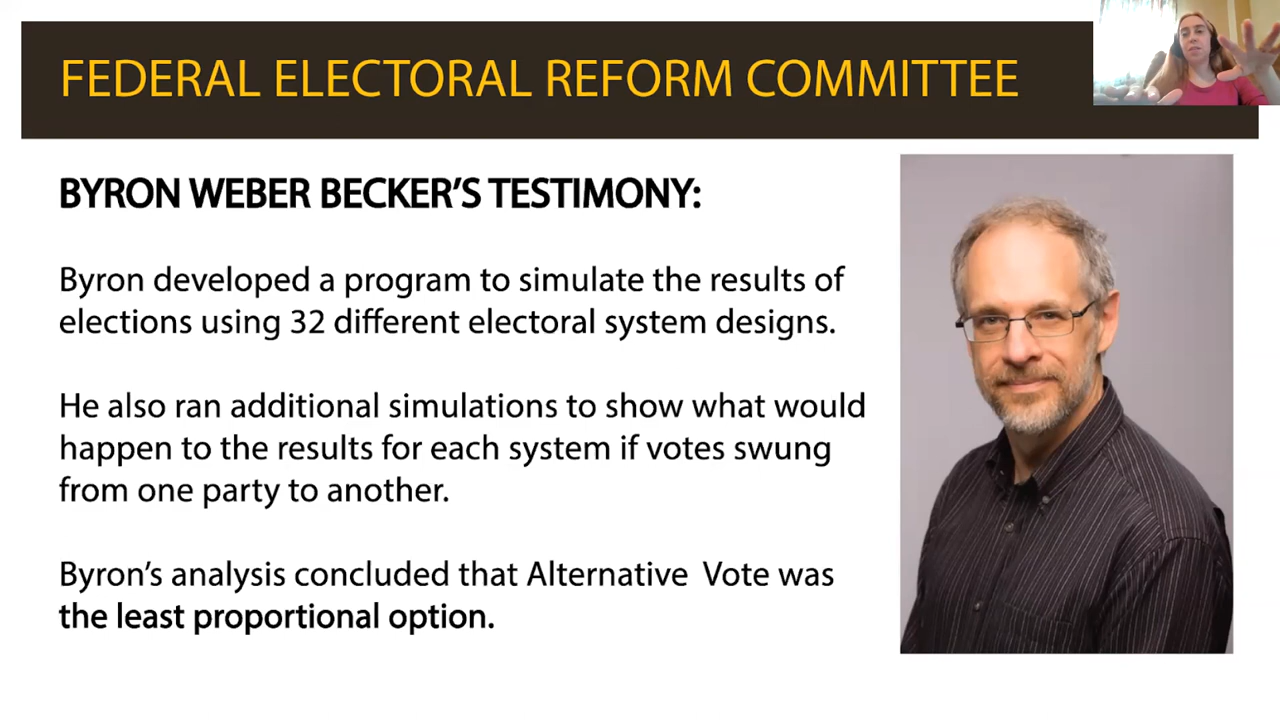 FEDERAL ELECTORAL REFORM COMMITTEE
BYRON WEBER BECKER’S TESTIMONY:
Byron developed a program to simulate the results of
elections using 32 different electoral system designs.
He also ran additional simulations to show what would
happen to the results for each system if votes swung
from one party to another.
Byron’s analysis concluded that Alternative Vote was
the least proportional option.